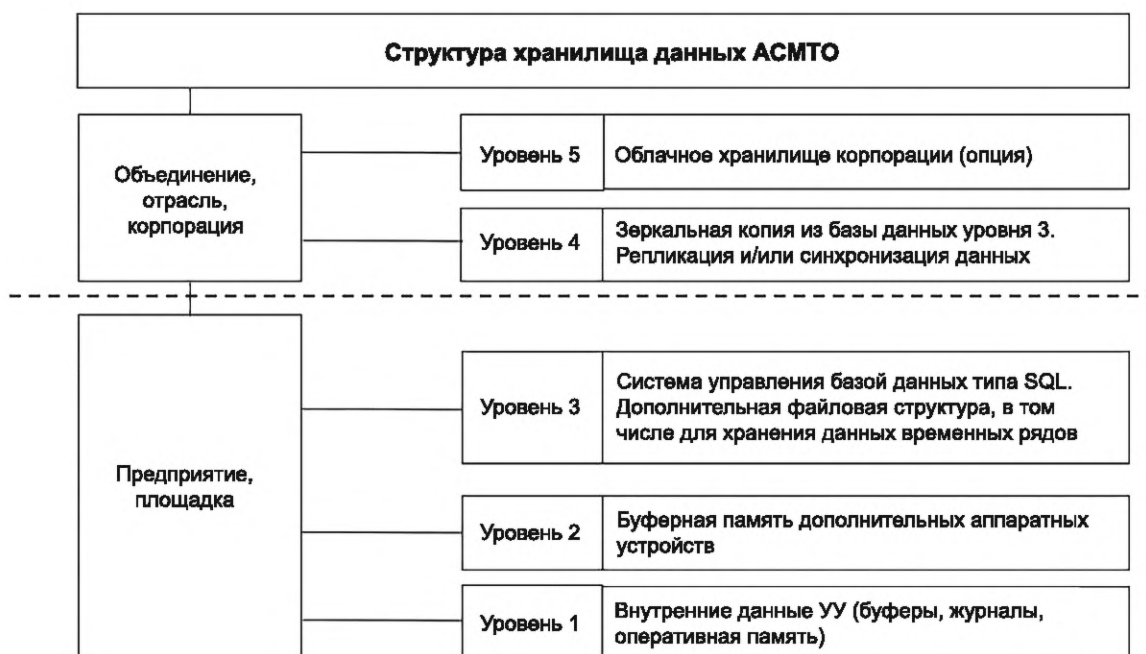 Структура хранилища данных АСМТО
Объединение,
отрасль,
корпорация
Уровень 5
Облачное хранилище корпорации (опция)
Уровень 4
Зеркальная копия из базы данных уровня 3.
Репликация и/или синхронизация данных
Предприятие,
площадка
Уровень 3
Система управления базой данных типа SQL.
Дополнительная файловая структура, в том
числе для хранения данных временных рядов
Уровень 2
Буферная память дополнительных аппаратных
устройств
Уровень 1
Внутренние данные УУ (буферы, журналы,
оперативная память)